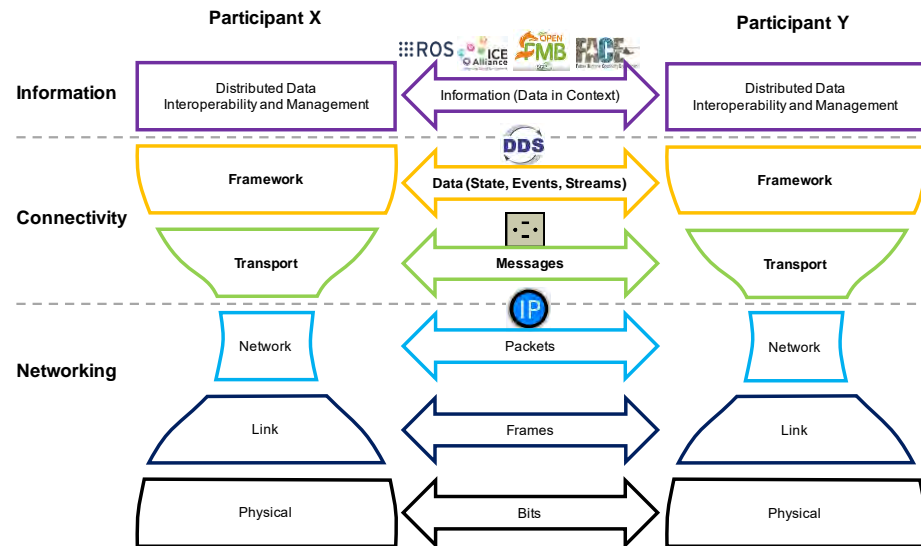 Participant X
Participant Y
ROS
ICE
Alliance
OPEN
FMB
FACE
Information
Distributed Data
Interoperability and Management
Information (Data in Context)
Distributed Data
Interoperability and Management
DDS
Framework
Data (State, Events, Streams)
Framework
Connectivity
Transport
Messages
Transport
IP
Network
Packets
Network
Networking
Link
Frames
Link
Physical
Bits
Physical